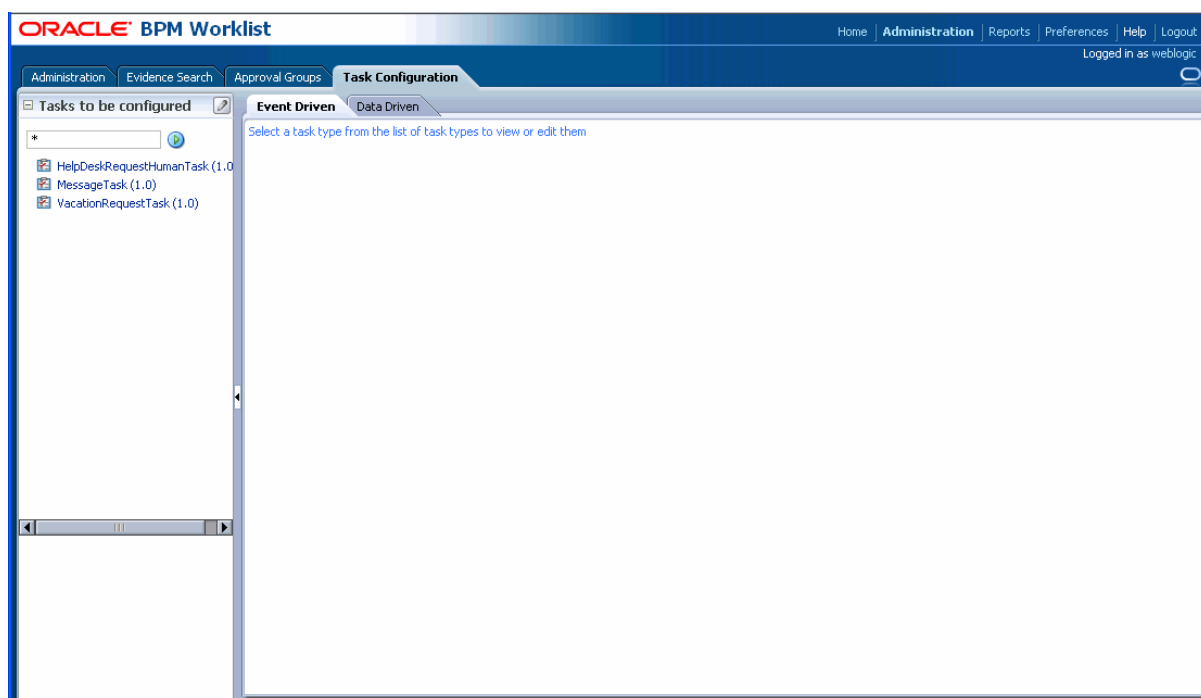 ORACLE BPM Worklist
Home Administration Reports Preferences Help Logout
Logged in as weblogic
Administration Evidence Search Approval Groups Task Configuration
Tasks to be configured
Event Driven Data Driven
Select a task type from the list of task types to view or edit them
*
HelpDeskRequestHumanTask (1.0
MessageTask (1.0)
VacationRequestTask (1.0)